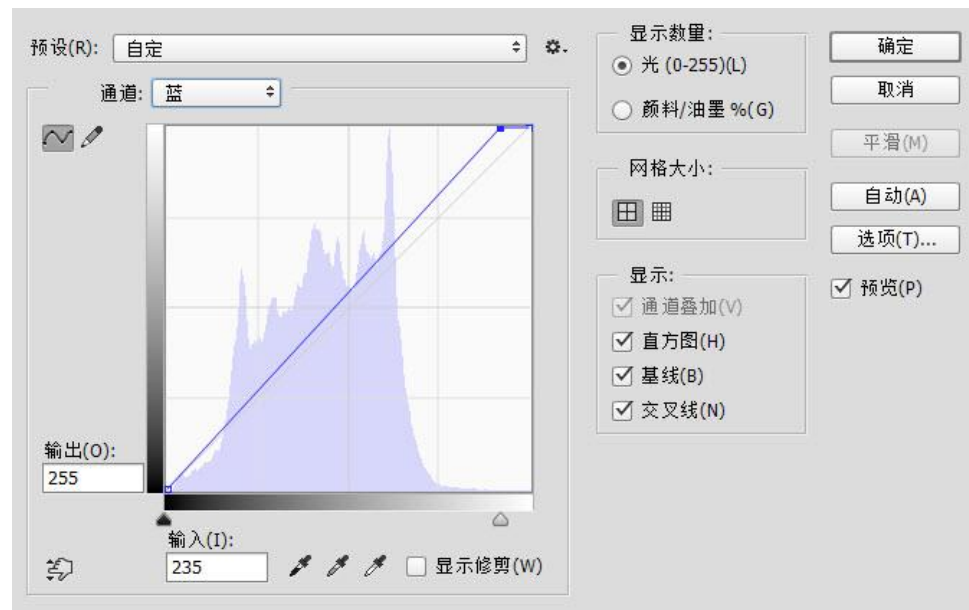 预设(R): 自定
通道: 蓝
输出(O):
255
输入(I):
235
显示修剪(W)
显示数量:
光 (0-255)(L)
颜料/油墨 %(G)
网格大小:
显示:
通道叠加(V)
直方图(H)
基线(B)
交叉线(N)
确定
取消
平滑(M)
自动(A)
选项(T)...
预览(P)